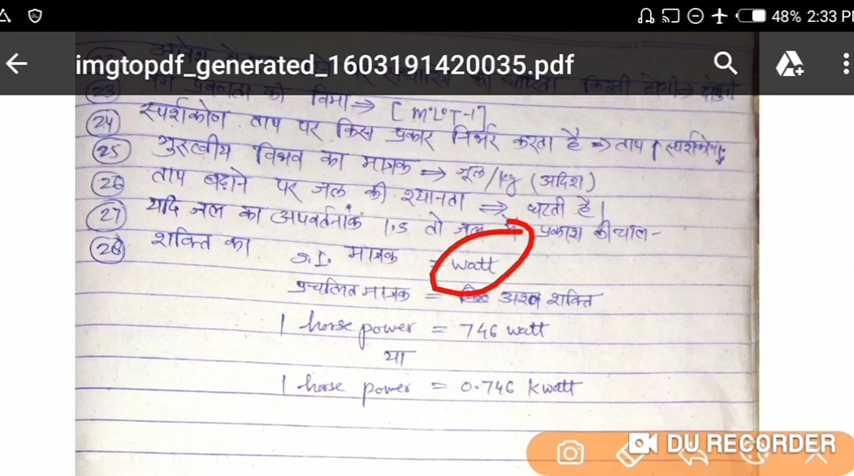 48% 2:33 PM
imgtopdf_generated_1603191420035.pdf
(23) की विमा ⇒ [M°L°T-1]
(24) स्पर्शकोण ताप पर किस प्रकार निर्भर करता है ⇒ ताप↑ स्पर्शकोण↓
(25) गुरुत्वीय विभव का मात्रक → जूल/kg (अदिश)
(26) ताप बढ़ाने पर जल की श्यानता ⇒ घटती है।
(27) यदि जल का अपवर्तनांक 1.5 तो जल में प्रकाश की चाल-
(28) शक्ति का
S.I. मात्रक = watt
प्रचलित मात्रक = अश्व शक्ति
1 horse power = 746 watt
या
1 horse power = 0.746 Kwatt
DU RECORDER